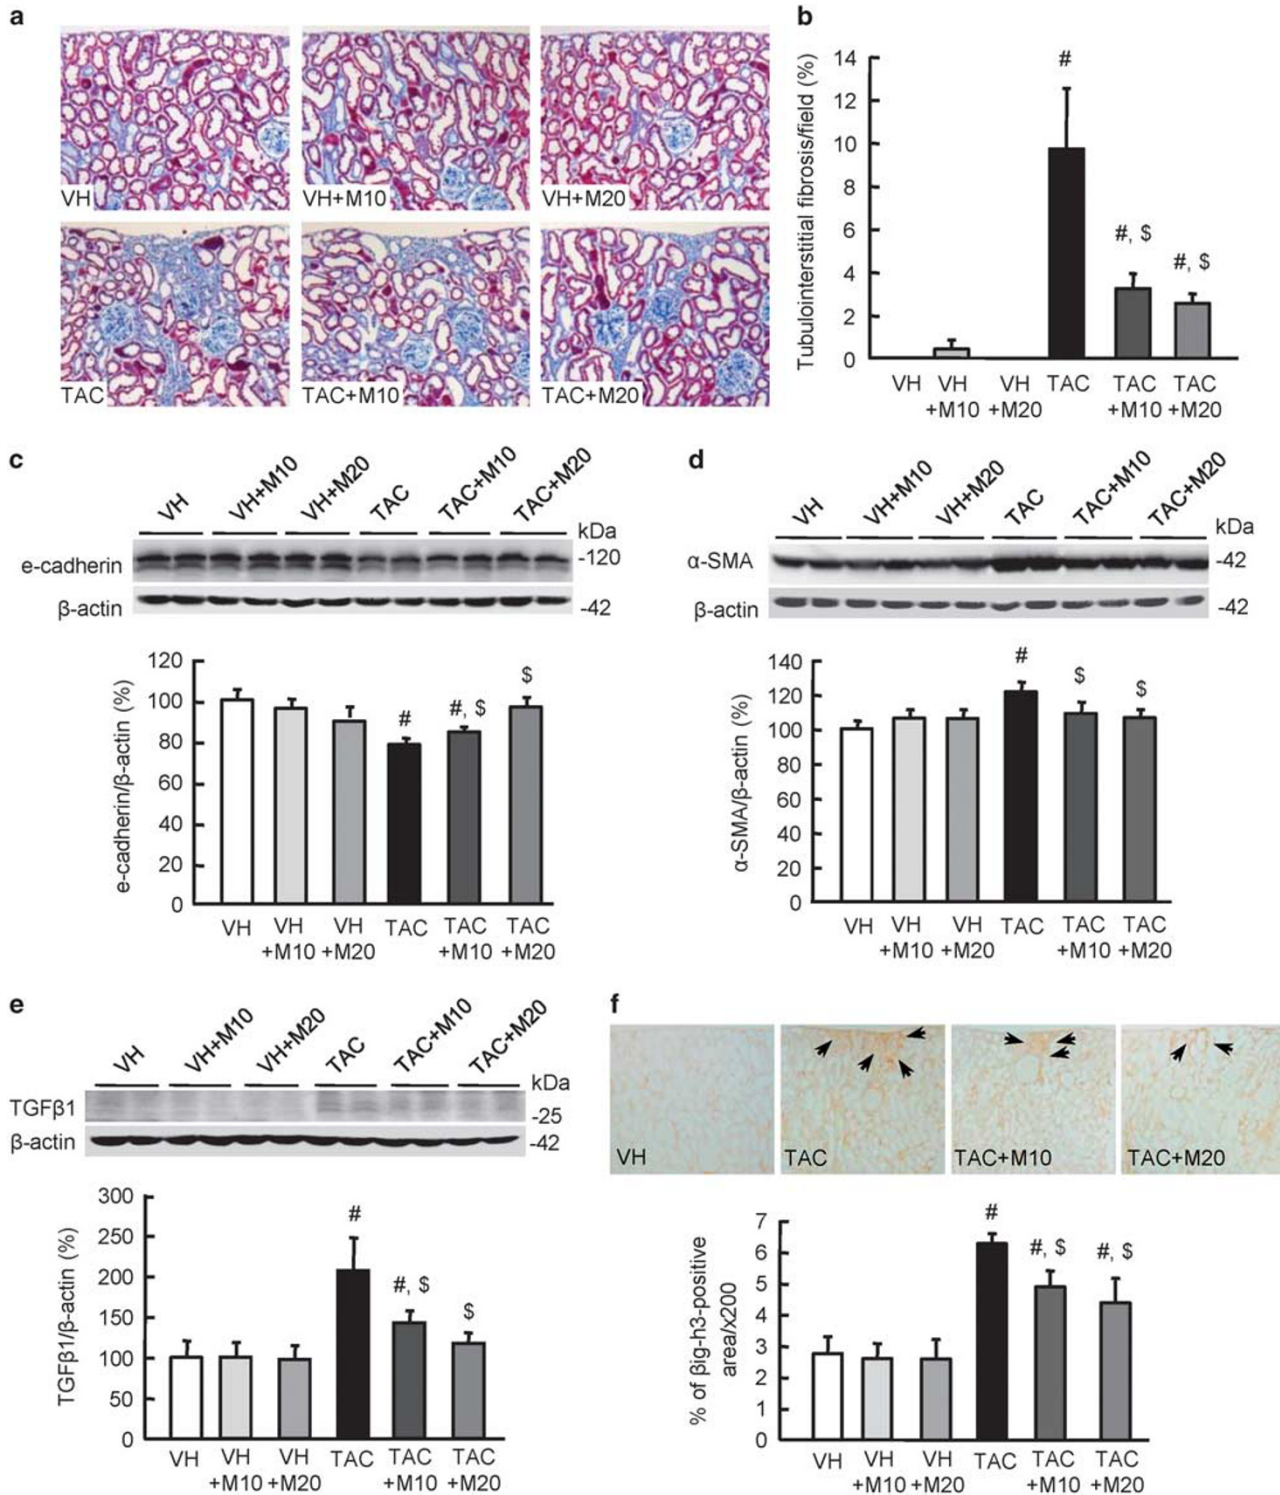 a
VH
VH+M10
VH+M20
TAC
TAC+M10
TAC+M20
b
Tubulointerstitial fibrosis/field (%)
14
12
10
8
6
4
2
0
#
#, $
#, $
VH VH VH TAC TAC TAC
+M10 +M20 +M10 +M20
c
VH VH+M10 VH+M20 TAC TAC+M10 TAC+M20
kDa
e-cadherin -120
β-actin -42
e-cadherin/β-actin (%)
120
100
80
60
40
20
0
#
#, $
$
VH VH VH TAC TAC TAC
+M10 +M20 +M10 +M20
d
VH VH+M10 VH+M20 TAC TAC+M10 TAC+M20
kDa
α-SMA -42
β-actin -42
α-SMA/β-actin (%)
140
120
100
80
60
40
20
0
#
$
$
VH VH VH TAC TAC TAC
+M10 +M20 +M10 +M20
e
VH VH+M10 VH+M20 TAC TAC+M10 TAC+M20
kDa
TGFβ1 -25
β-actin -42
TGFβ1/β-actin (%)
300
250
200
150
100
50
0
#
#, $
$
VH VH VH TAC TAC TAC
+M10 +M20 +M10 +M20
f
VH
TAC
TAC+M10
TAC+M20
% of βig-h3-positive
area/x200
7
6
5
4
3
2
1
0
#
#, $
#, $
VH VH VH TAC TAC TAC
+M10 +M20 +M10 +M20